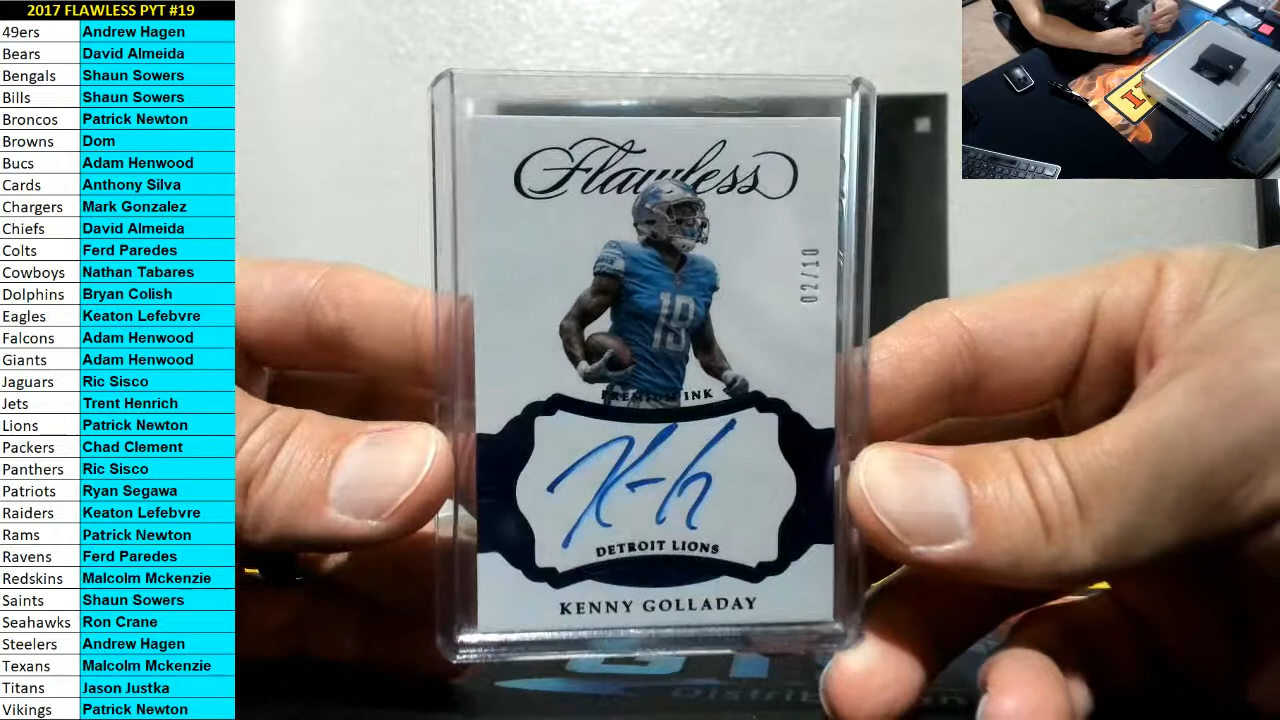 2017 FLAWLESS PYT #19
49ers Andrew Hagen
Bears David Almeida
Bengals Shaun Sowers
Bills Shaun Sowers
Broncos Patrick Newton
Browns Dom
Bucs Adam Henwood
Cards Anthony Silva
Chargers Mark Gonzalez
Chiefs David Almeida
Colts Ferd Paredes
Cowboys Nathan Tabares
Dolphins Bryan Colish
Eagles Keaton Lefebvre
Falcons Adam Henwood
Giants Adam Henwood
Jaguars Ric Sisco
Jets Trent Henrich
Lions Patrick Newton
Packers Chad Clement
Panthers Ric Sisco
Patriots Ryan Segawa
Raiders Keaton Lefebvre
Rams Patrick Newton
Ravens Ferd Paredes
Redskins Malcolm Mckenzie
Saints Shaun Sowers
Seahawks Ron Crane
Steelers Andrew Hagen
Texans Malcolm Mckenzie
Titans Jason Justka
Vikings Patrick Newton
Flawless
02/10
19
PREMIUM INK
DETROIT LIONS
KENNY GOLLADAY